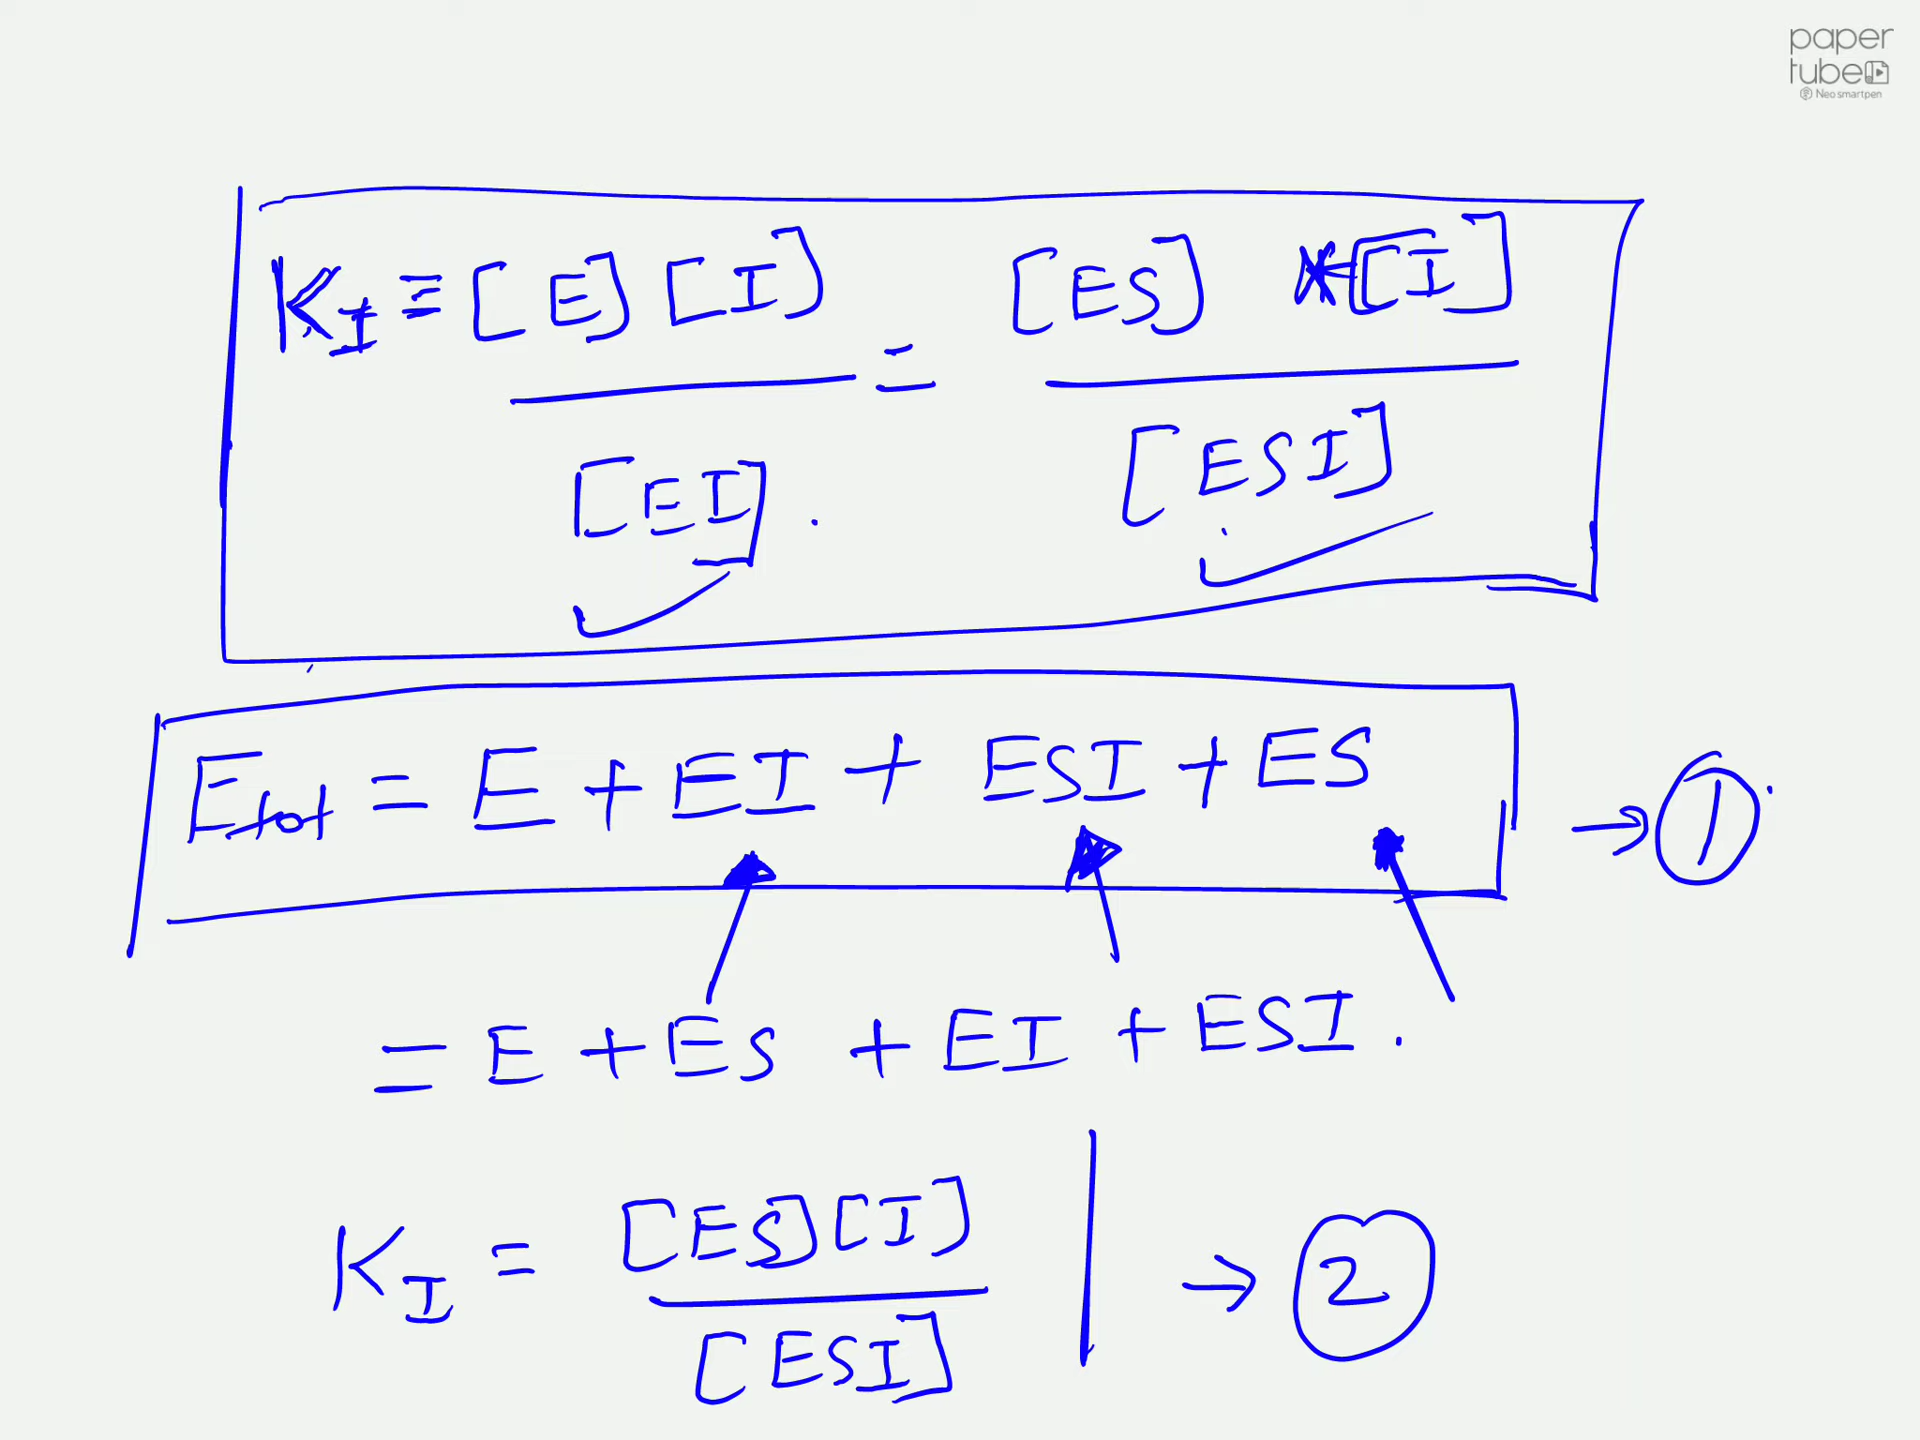 paper
tube
Neo smartpen
K_I ≡ [E] [I] / [EI] . = [ES] [I] / [ESI]
E_tot = E + EI + ESI + ES → ①
= E + ES + EI + ESI .
K_I = [ES] [I] / [ESI] | → ②